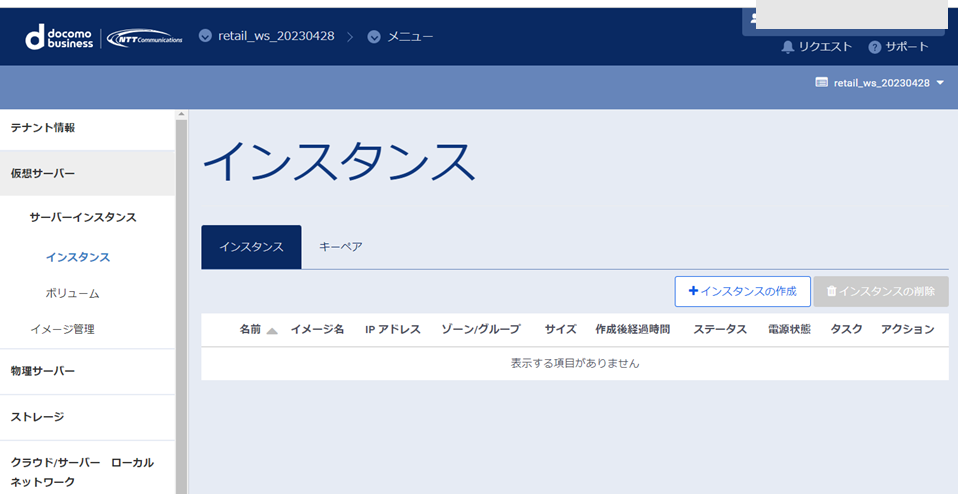 docomo business NTT Communications retail_ws_20230428 メニュー
リクエスト サポート
retail_ws_20230428
テナント情報
仮想サーバー
サーバーインスタンス
インスタンス
ボリューム
イメージ管理
物理サーバー
ストレージ
クラウド/サーバー ローカル
ネットワーク
インスタンス
インスタンス キーペア
インスタンスの作成 インスタンスの削除
名前 イメージ名 IP アドレス ゾーン/グループ サイズ 作成後経過時間 ステータス 電源状態 タスク アクション
表示する項目がありません